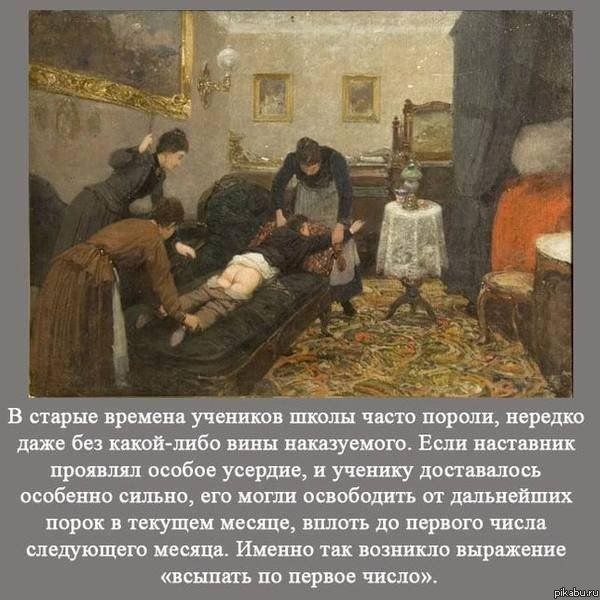 В старые времена учеников школы часто пороли, нередко
даже без какой-либо вины наказуемого. Если наставник
проявлял особое усердие, и ученику доставалось
особенно сильно, его могли освободить от дальнейших
порок в текущем месяце, вплоть до первого числа
следующего месяца. Именно так возникло выражение
«всыпать по первое число».
pikabu.ru